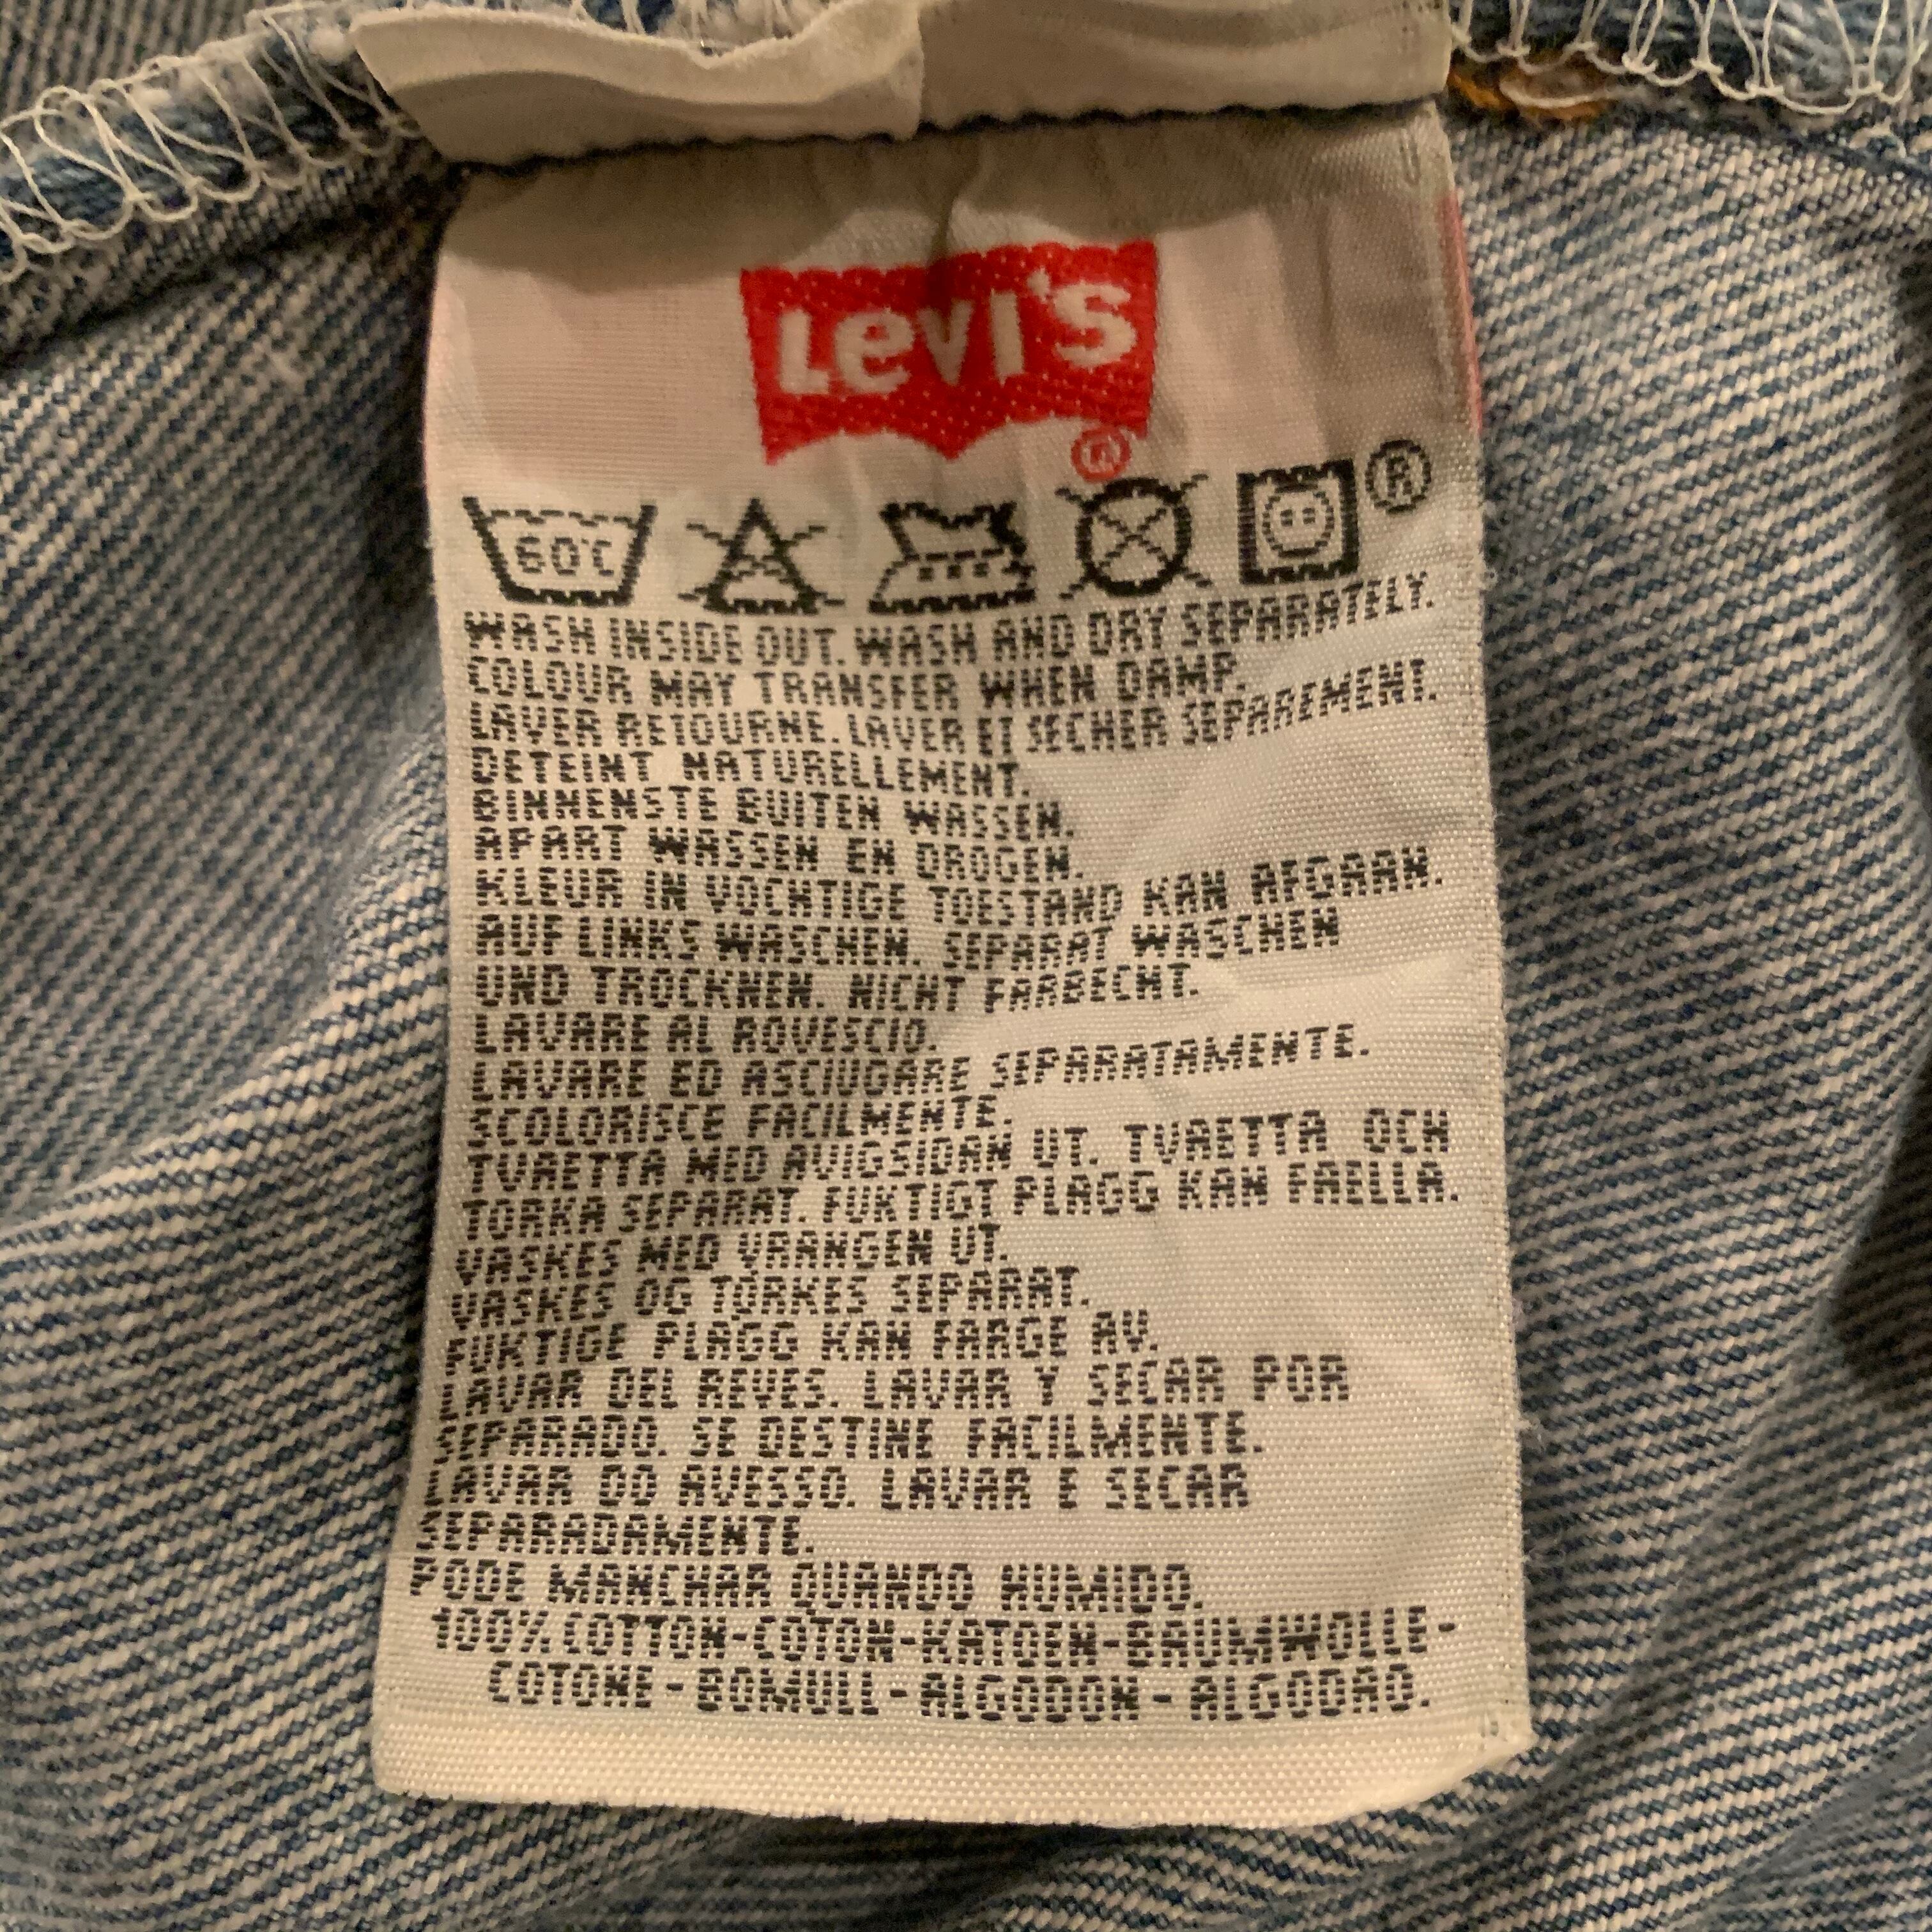 Levi's
®
60°C
®
WASH INSIDE OUT. WASH AND DRY SEPARATELY.
COLOUR MAY TRANSFER WHEN DAMP.
LAVER RETOURNE. LAVER ET SECHER SEPAREMENT.
DETEINT NATURELLEMENT.
BINNENSTE BUITEN WASSEN.
APART WASSEN EN DROGEN.
KLEUR IN VOCHTIGE TOESTAND KAN AFGAAN.
AUF LINKS WASCHEN. SEPARAT WASCHEN
UND TROCKNEN. NICHT FARBECHT.
LAVARE AL ROVESCIO.
LAVARE ED ASCIUGARE SEPARATAMENTE.
SCOLORISCE FACILMENTE.
TVAETTA MED AVIGSIDAN UT. TVAETTA OCH
TORKA SEPARAT. FUKTIGT PLAGG KAN FAELLA.
VASKES MED VRANGEN UT.
VASKES OG TØRKES SEPARAT.
FUKTIGE PLAGG KAN FARGE AV.
LAVAR DEL REVES. LAVAR Y SECAR POR
SEPARADO. SE DESTINE FACILMENTE.
LAVAR DO AVESSO. LAVAR E SECAR
SEPARADAMENTE.
PODE MANCHAR QUANDO HUMIDO.
100% COTTON-COTON-KATOEN-BAUMWOLLE-
COTONE-BOMULL-ALGODON-ALGODAO.